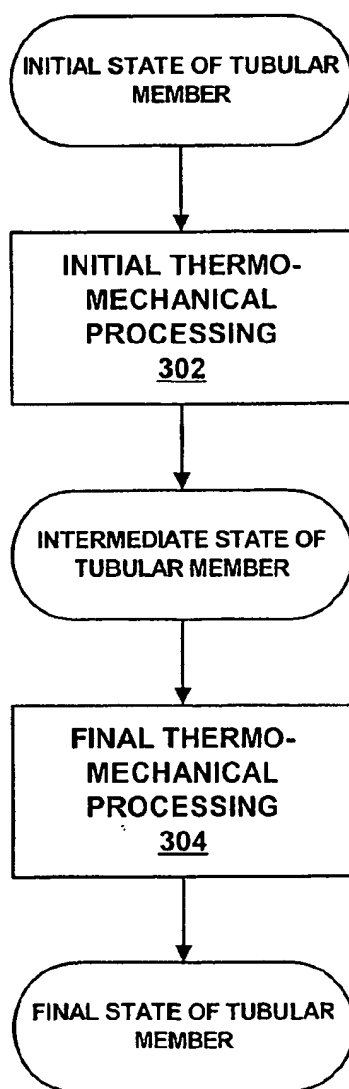 INITIAL STATE OF TUBULAR
MEMBER
INITIAL THERMO-
MECHANICAL
PROCESSING
302
INTERMEDIATE STATE OF
TUBULAR MEMBER
FINAL THERMO-
MECHANICAL
PROCESSING
304
FINAL STATE OF TUBULAR
MEMBER